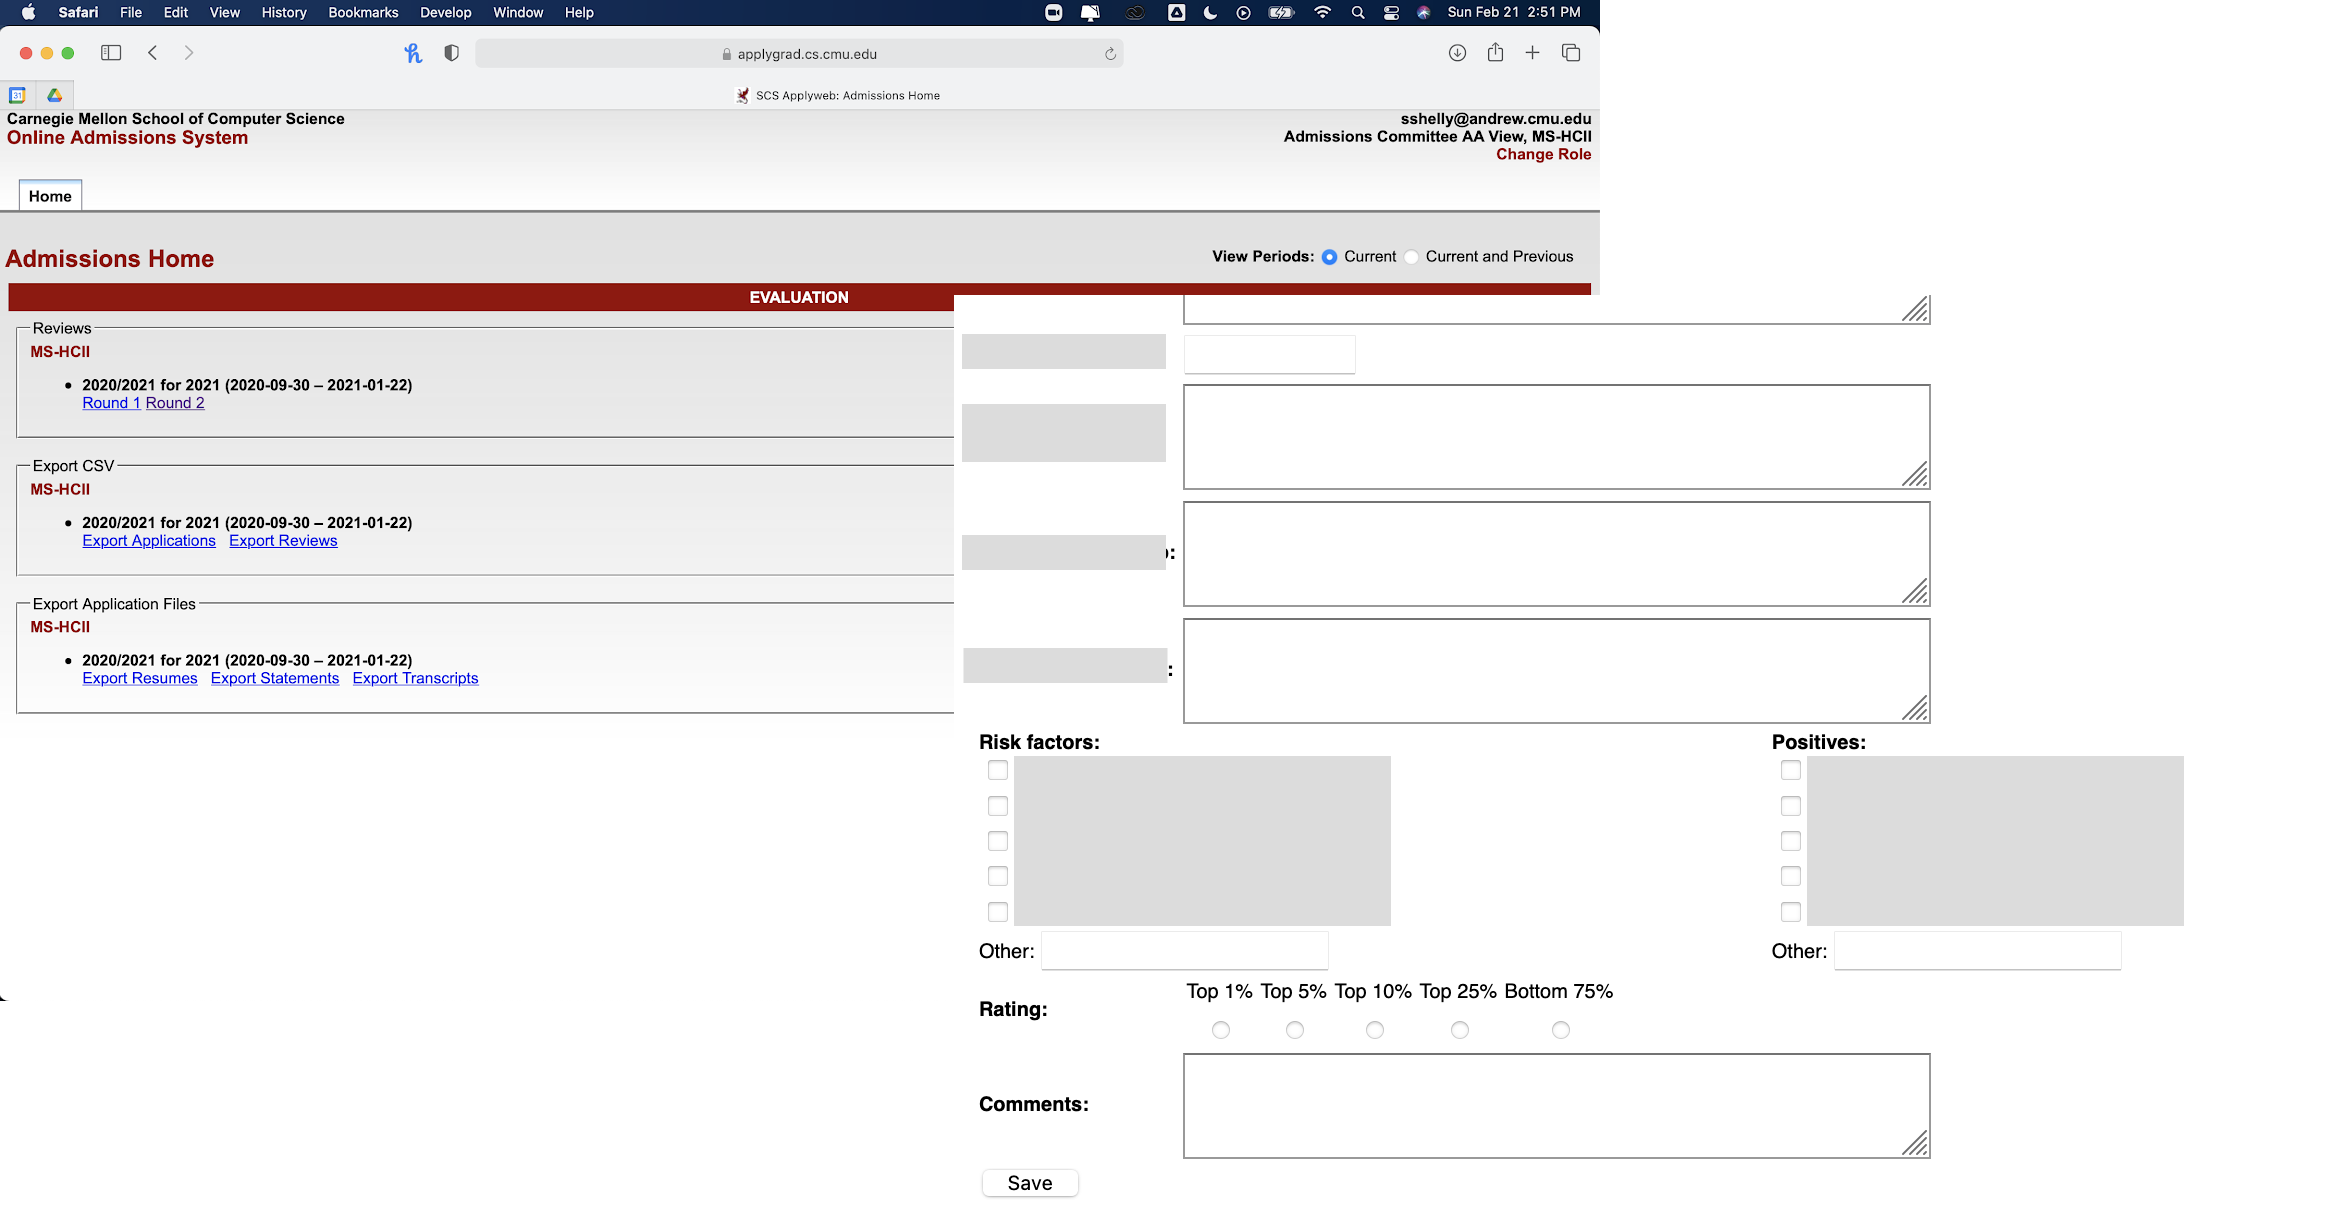 Safari File Edit View History Bookmarks Develop Window Help Sun Feb 21 2:51 PM
applygrad.cs.cmu.edu
31
SCS Applyweb: Admissions Home
Carnegie Mellon School of Computer Science
Online Admissions System
sshelly@andrew.cmu.edu
Admissions Committee AA View, MS-HCII
Change Role
Home
Admissions Home
View Periods: Current Current and Previous
EVALUATION
Reviews
MS-HCII
• 2020/2021 for 2021 (2020-09-30 – 2021-01-22)
Round 1 Round 2
Export CSV
MS-HCII
• 2020/2021 for 2021 (2020-09-30 – 2021-01-22)
Export Applications Export Reviews
Export Application Files
MS-HCII
• 2020/2021 for 2021 (2020-09-30 – 2021-01-22)
Export Resumes Export Statements Export Transcripts
:
:
Risk factors:
Other:
Positives:
Other:
Top 1% Top 5% Top 10% Top 25% Bottom 75%
Rating:
Comments:
Save